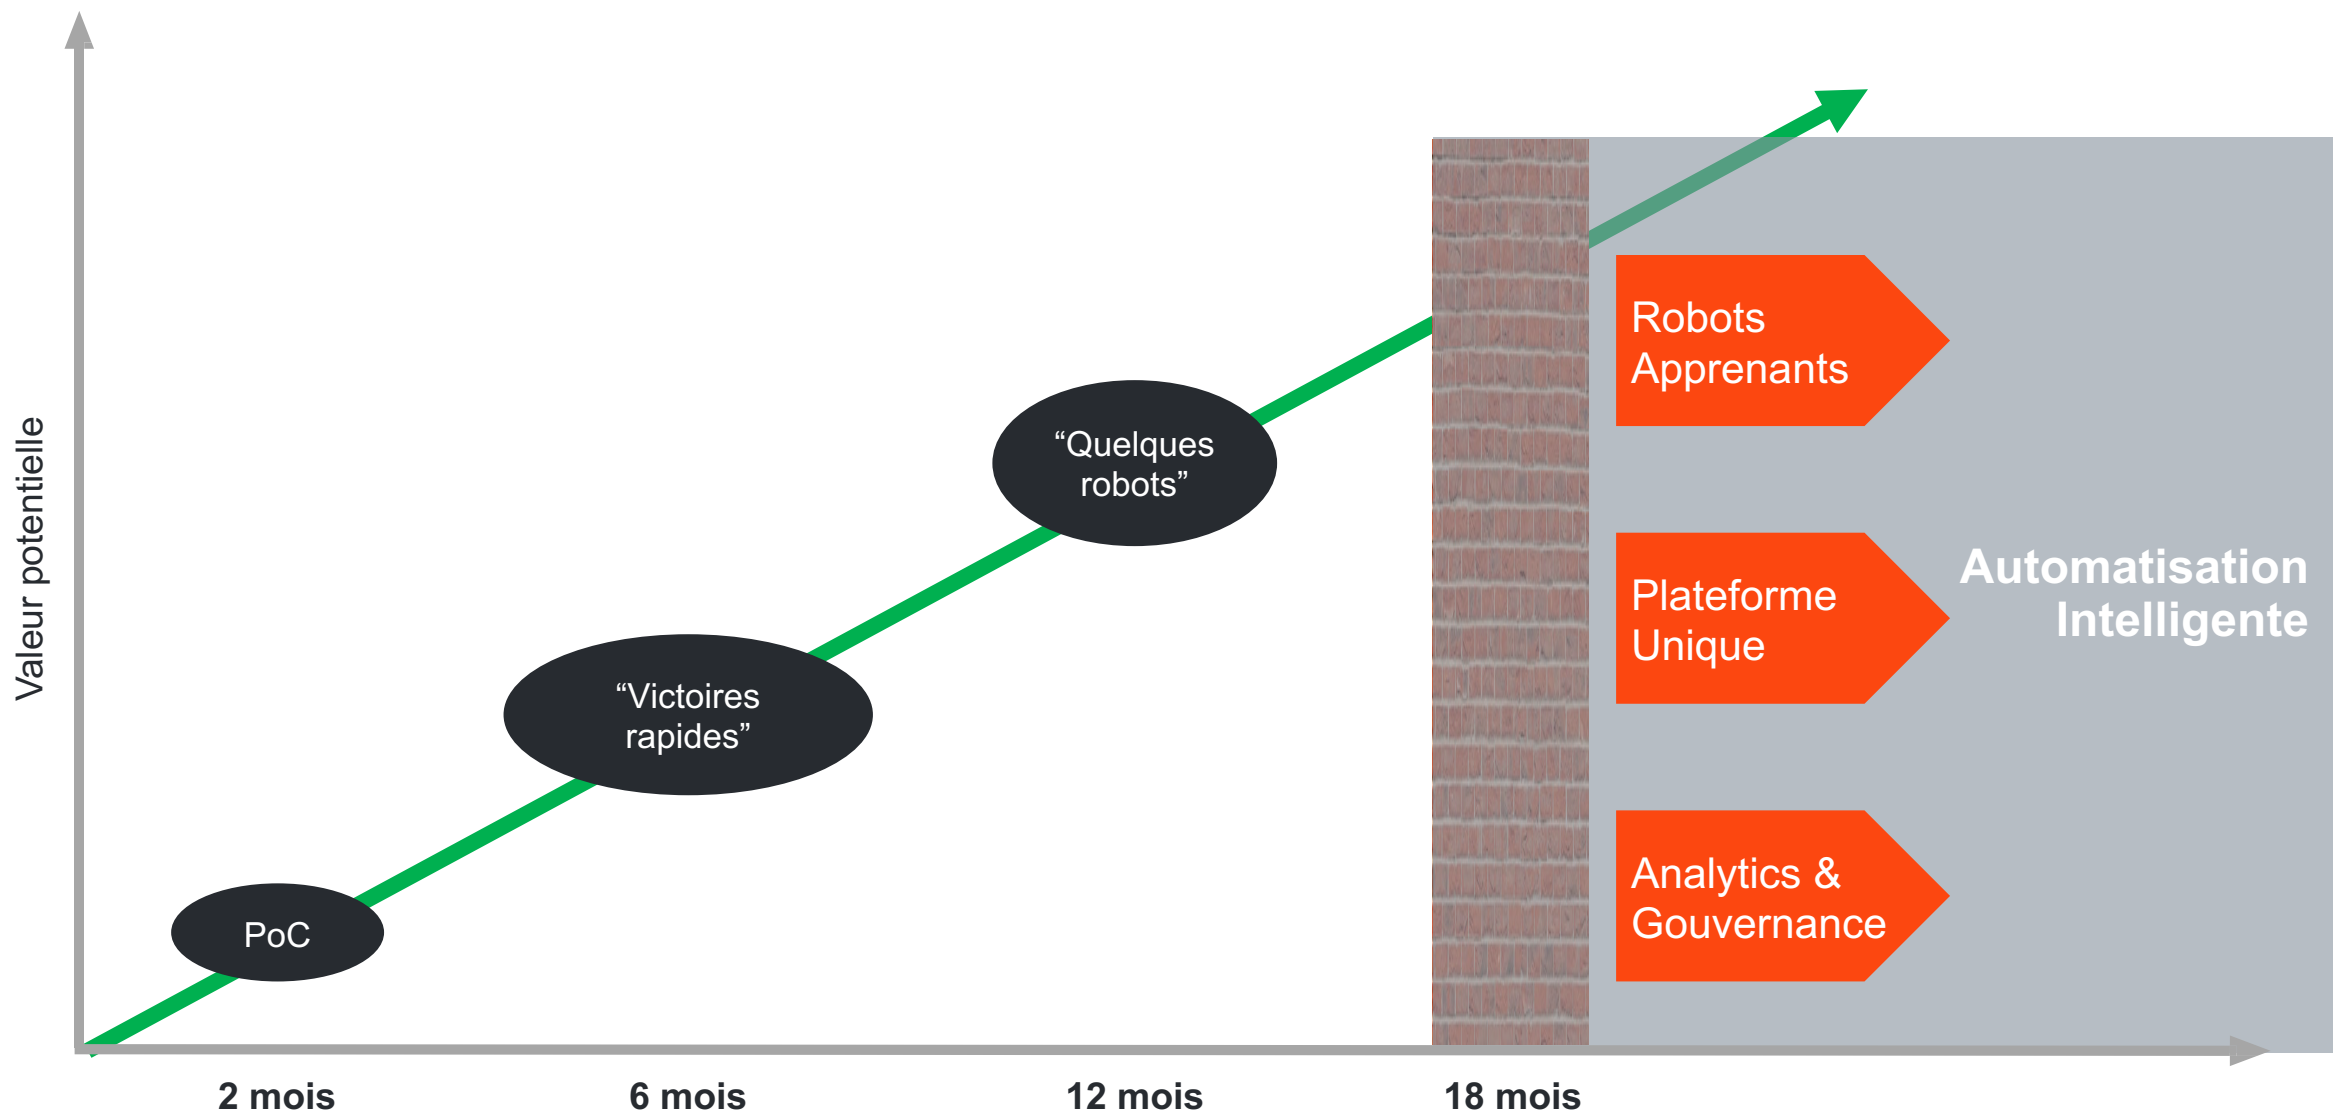 Valeur potentielle
PoC
“Victoires
rapides”
“Quelques
robots”
Robots
Apprenants
Plateforme
Unique
Analytics &
Gouvernance
Automatisation
Intelligente
2 mois
6 mois
12 mois
18 mois